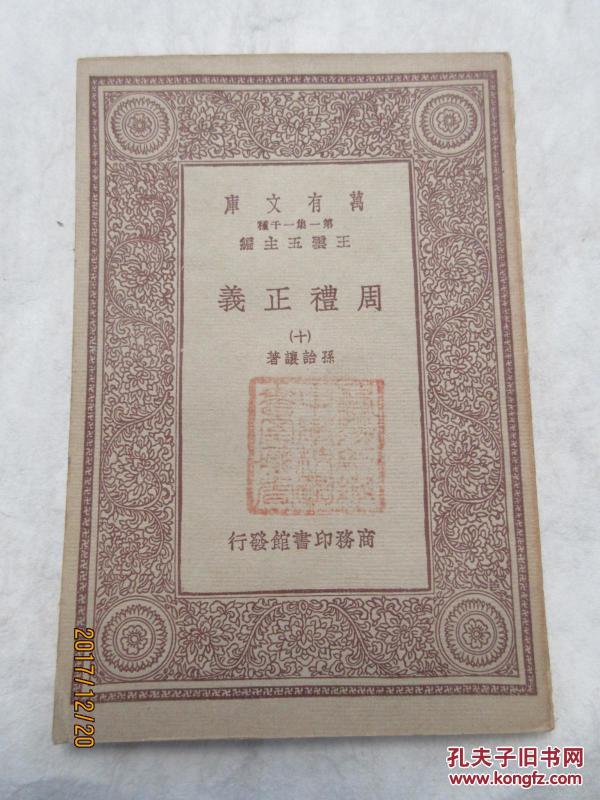 萬有文庫
第一集一千種
王雲五主編
周禮正義
(十)
孫詒讓著
商務印書館發行
2017/12/20
孔夫子旧书网
www.kongfz.com